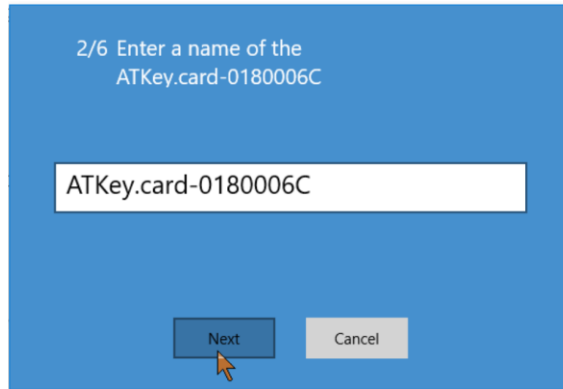 2/6 Enter a name of the
ATKey.card-0180006C
ATKey.card-0180006C
Next Cancel